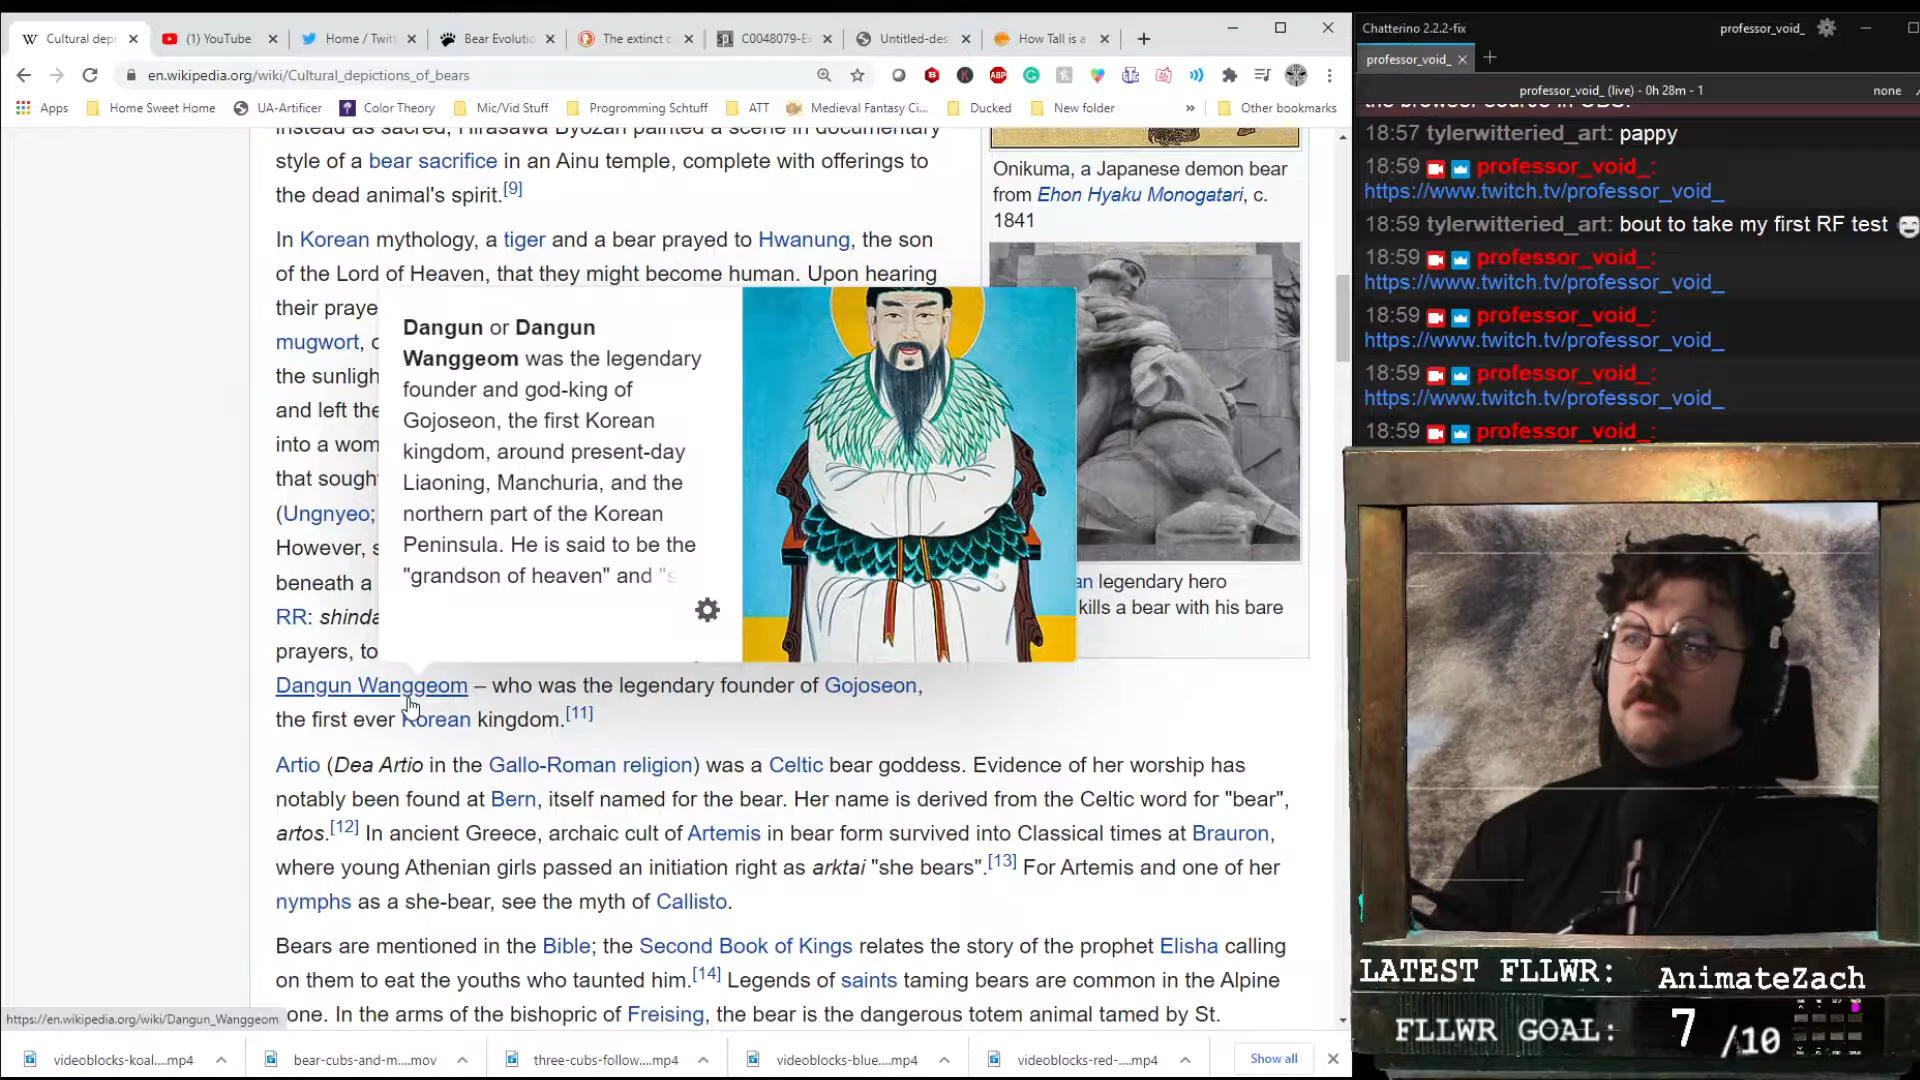 Cultural depi
(1) YouTube
Home / Twitt
Bear Evolutio
The extinct c
C0048079-E
Untitled-des
How Tall is a
en.wikipedia.org/wiki/Cultural_depictions_of_bears
Apps
Home Sweet Home
UA-Artificer
Color Theory
Mic/Vid Stuff
Programming Schtuff
ATT
Medieval Fantasy Ci...
Ducked
New folder
»
Other bookmarks
instead as sacred, Hirasawa Byozan painted a scene in documentary
style of a bear sacrifice in an Ainu temple, complete with offerings to
the dead animal's spirit.[9]
In Korean mythology, a tiger and a bear prayed to Hwanung, the son
of the Lord of Heaven, that they might become human. Upon hearing
their praye
mugwort, c
the sunligh
and left the
into a wom
that sough
(Ungnyeo;
However, s
beneath a
RR: shinda
prayers, to
Dangun Wanggeom – who was the legendary founder of Gojoseon,
the first ever Korean kingdom.[11]
Dangun or Dangun
Wanggeom was the legendary
founder and god-king of
Gojoseon, the first Korean
kingdom, around present-day
Liaoning, Manchuria, and the
northern part of the Korean
Peninsula. He is said to be the
"grandson of heaven" and "s
Onikuma, a Japanese demon bear
from Ehon Hyaku Monogatari, c.
1841
an legendary hero
kills a bear with his bare
Artio (Dea Artio in the Gallo-Roman religion) was a Celtic bear goddess. Evidence of her worship has
notably been found at Bern, itself named for the bear. Her name is derived from the Celtic word for "bear",
artos.[12] In ancient Greece, archaic cult of Artemis in bear form survived into Classical times at Brauron,
where young Athenian girls passed an initiation right as arktai "she bears".[13] For Artemis and one of her
nymphs as a she-bear, see the myth of Callisto.
Bears are mentioned in the Bible; the Second Book of Kings relates the story of the prophet Elisha calling
on them to eat the youths who taunted him.[14] Legends of saints taming bears are common in the Alpine
one. In the arms of the bishopric of Freising, the bear is the dangerous totem animal tamed by St.
https://en.wikipedia.org/wiki/Dangun_Wanggeom
videoblocks-koal....mp4
bear-cubs-and-m....mov
three-cubs-follow....mp4
videoblocks-blue....mp4
videoblocks-red-....mp4
Show all
Chatterino 2.2.2-fix
professor_void_
professor_void_
professor_void_ (live) - 0h 28m - 1
none
the browser source in OBS.
18:57 tylerwitteried_art: pappy
18:59 professor_void_:
https://www.twitch.tv/professor_void_
18:59 tylerwitteried_art: bout to take my first RF test
18:59 professor_void_:
https://www.twitch.tv/professor_void_
18:59 professor_void_:
https://www.twitch.tv/professor_void_
18:59 professor_void_:
https://www.twitch.tv/professor_void_
18:59 professor_void_:
LATEST FLLWR: AnimateZach
FLLWR GOAL: 7 /10